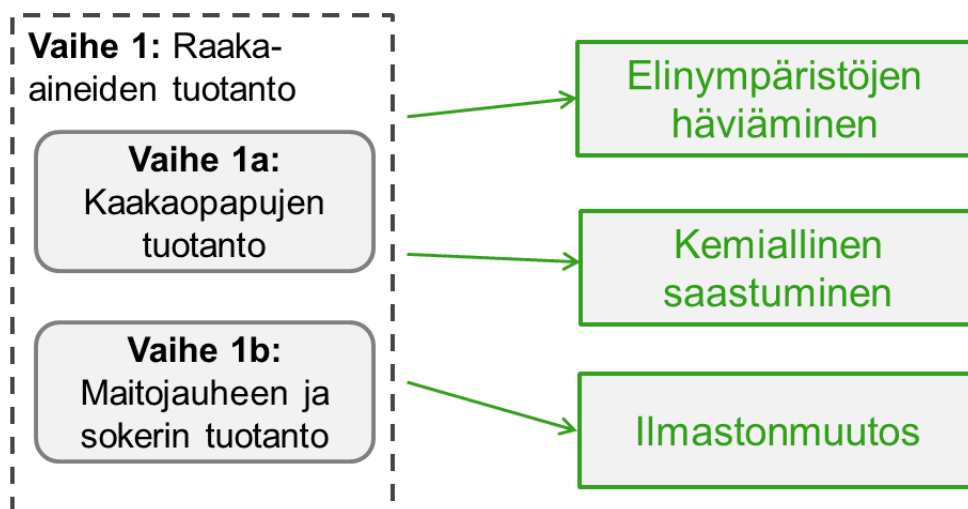 Vaihe 1: Raaka-
aineiden tuotanto
Vaihe 1a:
Kaakaopapujen
tuotanto
Vaihe 1b:
Maitojauheen ja
sokerin tuotanto
Elinympäristöjen
häviäminen
Kemiallinen
saastuminen
Ilmastonmuutos